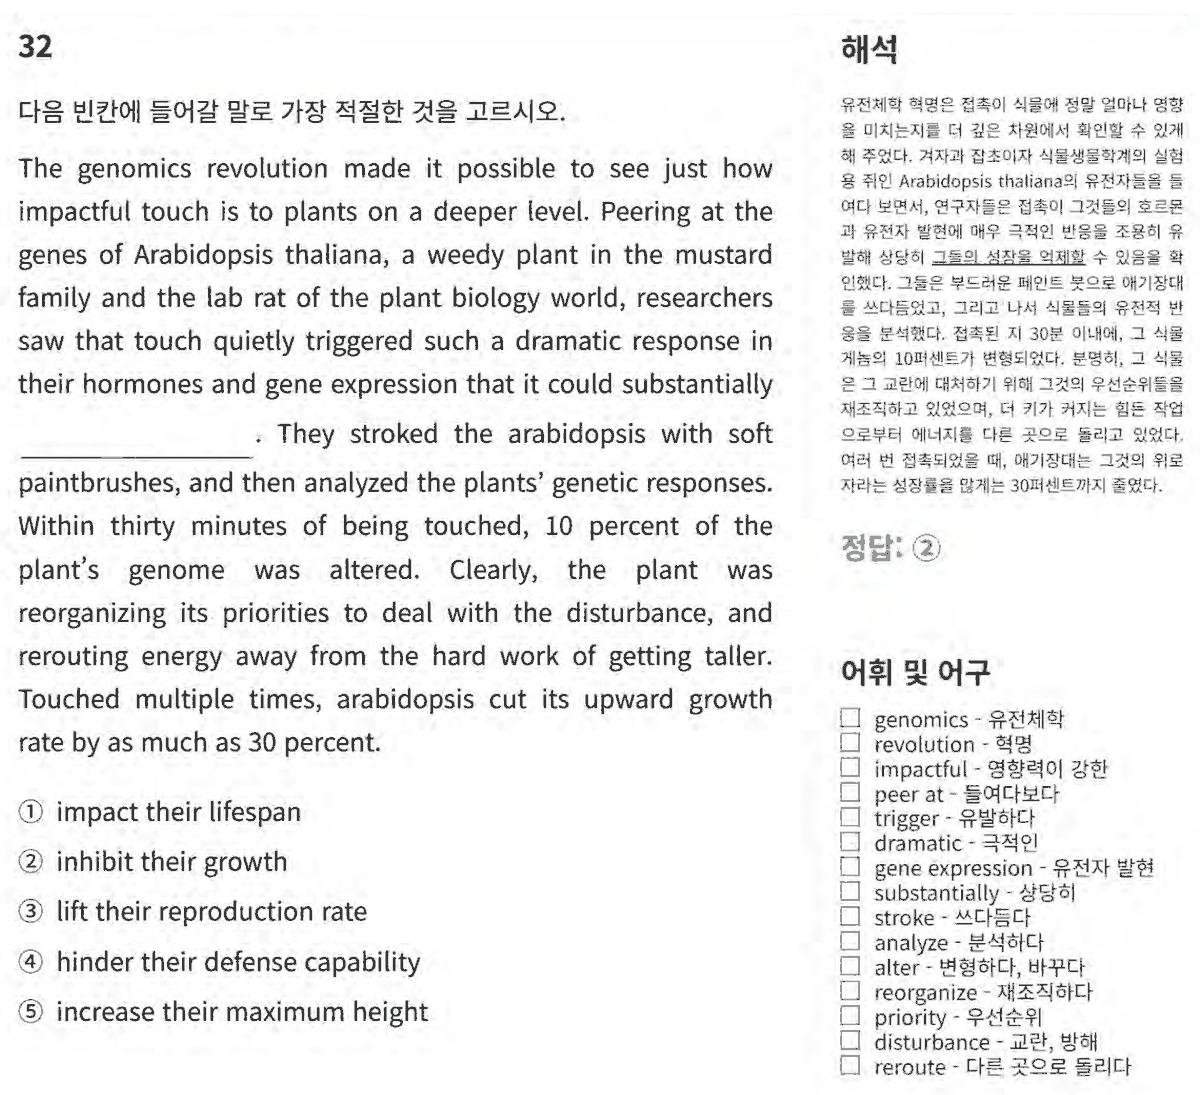 32
다음 빈칸에 들어갈 말로 가장 적절한 것을 고르시오.
The genomics revolution made it possible to see just how
impactful touch is to plants on a deeper level. Peering at the
genes of Arabidopsis thaliana, a weedy plant in the mustard
family and the lab rat of the plant biology world, researchers
saw that touch quietly triggered such a dramatic response in
their hormones and gene expression that it could substantially
. They stroked the arabidopsis with soft
paintbrushes, and then analyzed the plants’ genetic responses.
Within thirty minutes of being touched, 10 percent of the
plant’s genome was altered. Clearly, the plant was
reorganizing its priorities to deal with the disturbance, and
rerouting energy away from the hard work of getting taller.
Touched multiple times, arabidopsis cut its upward growth
rate by as much as 30 percent.
① impact their lifespan
② inhibit their growth
③ lift their reproduction rate
④ hinder their defense capability
⑤ increase their maximum height
해석
유전체학 혁명은 접촉이 식물에 정말 얼마나 영향
을 미치는지를 더 깊은 차원에서 확인할 수 있게
해 주었다. 겨자과 잡초이자 식물생물학계의 실험
용 쥐인 Arabidopsis thaliana의 유전자들을 들
여다 보면서, 연구자들은 접촉이 그것들의 호르몬
과 유전자 발현에 매우 극적인 반응을 조용히 유
발해 상당히 그들의 성장을 억제할 수 있음을 확
인했다. 그들은 부드러운 페인트 붓으로 애기장대
를 쓰다듬었고, 그리고 나서 식물들의 유전적 반
응을 분석했다. 접촉된 지 30분 이내에, 그 식물
게놈의 10퍼센트가 변형되었다. 분명히, 그 식물
은 그 교란에 대처하기 위해 그것의 우선순위들을
재조직하고 있었으며, 더 키가 커지는 힘든 작업
으로부터 에너지를 다른 곳으로 돌리고 있었다.
여러 번 접촉되었을 때, 애기장대는 그것의 위로
자라는 성장률을 많게는 30퍼센트까지 줄였다.
정답: ②
어휘 및 어구
genomics - 유전체학
revolution - 혁명
impactful - 영향력이 강한
peer at - 들여다보다
trigger - 유발하다
dramatic - 극적인
gene expression - 유전자 발현
substantially - 상당히
stroke - 쓰다듬다
analyze - 분석하다
alter - 변형하다, 바꾸다
reorganize - 재조직하다
priority - 우선순위
disturbance - 교란, 방해
reroute - 다른 곳으로 돌리다